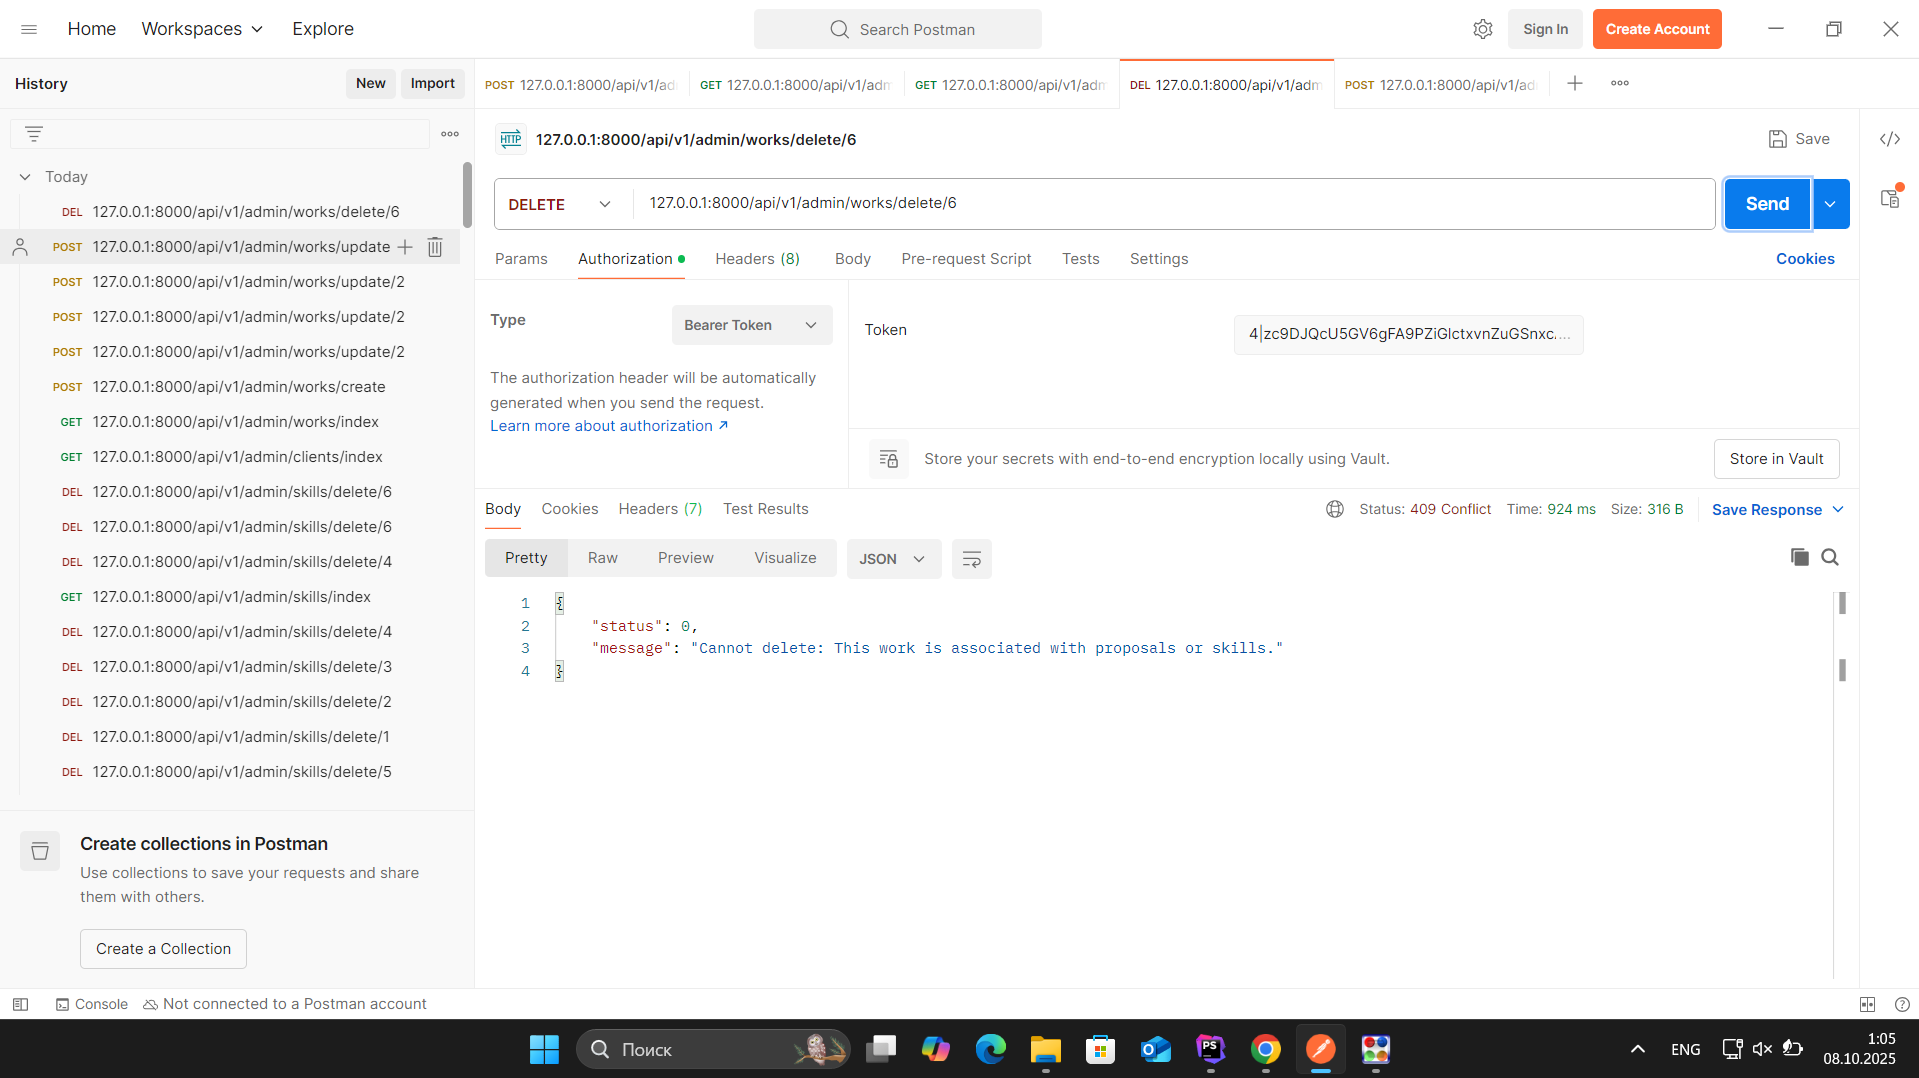 Home
Workspaces
Explore
Search Postman
Sign In
Create Account
History
New
Import
POST 127.0.0.1:8000/api/v1/ad
GET 127.0.0.1:8000/api/v1/adm
GET 127.0.0.1:8000/api/v1/adm
DEL 127.0.0.1:8000/api/v1/adm
POST 127.0.0.1:8000/api/v1/ad
HTTP 127.0.0.1:8000/api/v1/admin/works/delete/6
Save
Today
DEL 127.0.0.1:8000/api/v1/admin/works/delete/6
POST 127.0.0.1:8000/api/v1/admin/works/update
POST 127.0.0.1:8000/api/v1/admin/works/update/2
POST 127.0.0.1:8000/api/v1/admin/works/update/2
POST 127.0.0.1:8000/api/v1/admin/works/update/2
POST 127.0.0.1:8000/api/v1/admin/works/create
GET 127.0.0.1:8000/api/v1/admin/works/index
GET 127.0.0.1:8000/api/v1/admin/clients/index
DEL 127.0.0.1:8000/api/v1/admin/skills/delete/6
DEL 127.0.0.1:8000/api/v1/admin/skills/delete/6
DEL 127.0.0.1:8000/api/v1/admin/skills/delete/4
GET 127.0.0.1:8000/api/v1/admin/skills/index
DEL 127.0.0.1:8000/api/v1/admin/skills/delete/4
DEL 127.0.0.1:8000/api/v1/admin/skills/delete/3
DEL 127.0.0.1:8000/api/v1/admin/skills/delete/2
DEL 127.0.0.1:8000/api/v1/admin/skills/delete/1
DEL 127.0.0.1:8000/api/v1/admin/skills/delete/5
Create collections in Postman
Use collections to save your requests and share
them with others.
Create a Collection
DELETE
127.0.0.1:8000/api/v1/admin/works/delete/6
Send
Params
Authorization
Headers (8)
Body
Pre-request Script
Tests
Settings
Cookies
Type
Bearer Token
The authorization header will be automatically
generated when you send the request.
Learn more about authorization ↗
Token
4|zc9DJQcU5GV6gFA9PZiGlctxvnZuGSnxc....
Store your secrets with end-to-end encryption locally using Vault.
Store in Vault
Body
Cookies
Headers (7)
Test Results
Status: 409 Conflict
Time: 924 ms
Size: 316 B
Save Response
Pretty
Raw
Preview
Visualize
JSON
1 {
2 "status": 0,
3 "message": "Cannot delete: This work is associated with proposals or skills."
4 }
Console
Not connected to a Postman account
Поиск
PS
ENG
1:05
08.10.2025